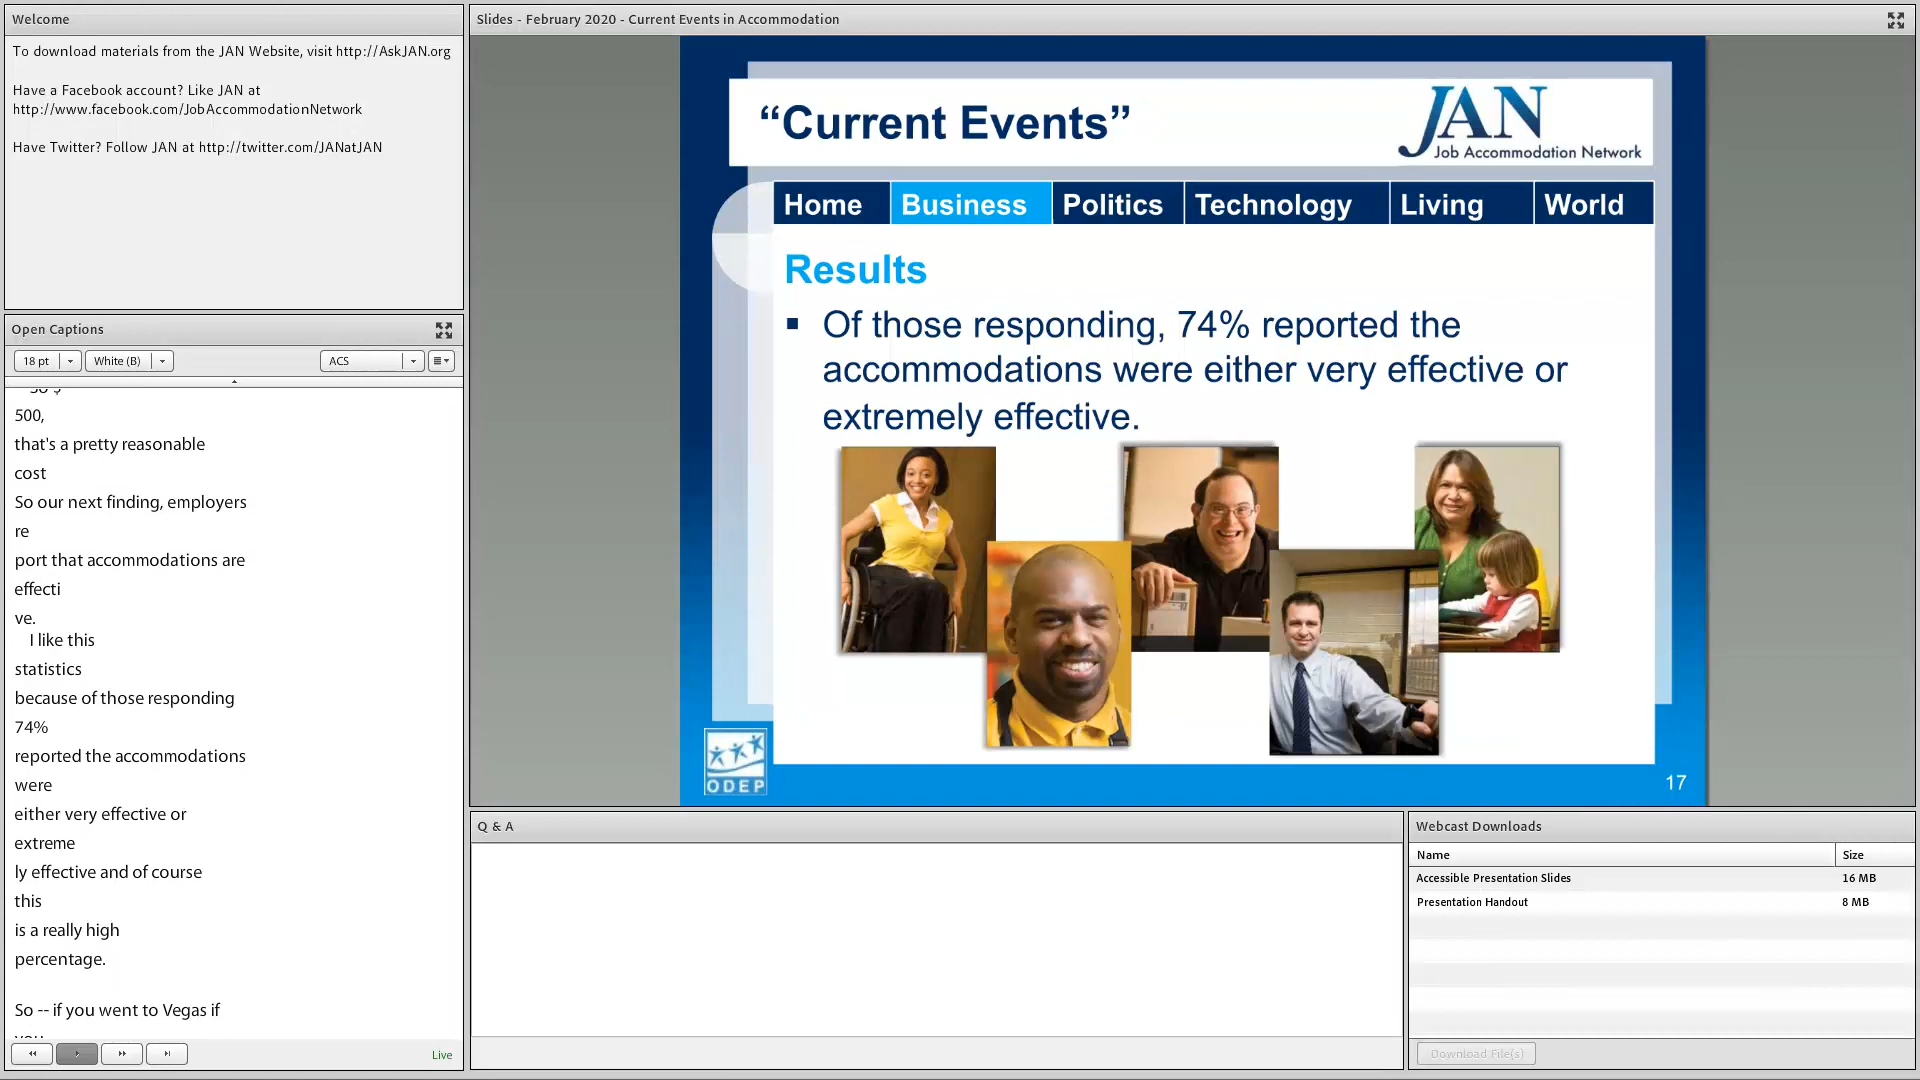 Welcome
To download materials from the JAN Website, visit http://AskJAN.org
Have a Facebook account? Like JAN at
http://www.facebook.com/JobAccommodationNetwork
Have Twitter? Follow JAN at http://twitter.com/JANatJAN
Open Captions
18 pt
White (B)
ACS
500,
that's a pretty reasonable
cost
So our next finding, employers
re
port that accommodations are
effecti
ve.
I like this
statistics
because of those responding
74%
reported the accommodations
were
either very effective or
extreme
ly effective and of course
this
is a really high
percentage.
So -- if you went to Vegas if
Live
Slides - February 2020 - Current Events in Accommodation
“Current Events”
JAN
Job Accommodation Network
Home Business Politics Technology Living World
Results
▪ Of those responding, 74% reported the
accommodations were either very effective or
extremely effective.
ODEP
17
Q & A
Webcast Downloads
Name Size
Accessible Presentation Slides 16 MB
Presentation Handout 8 MB
Download File(s)